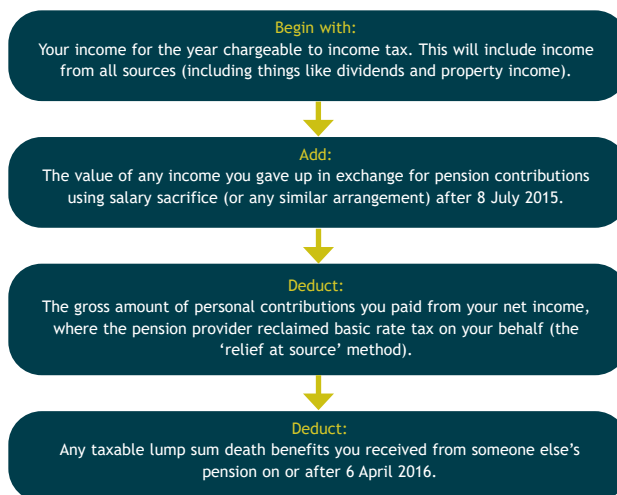 Begin with:
Your income for the year chargeable to income tax. This will include income
from all sources (including things like dividends and property income).
Add:
The value of any income you gave up in exchange for pension contributions
using salary sacrifice (or any similar arrangement) after 8 July 2015.
Deduct:
The gross amount of personal contributions you paid from your net income,
where the pension provider reclaimed basic rate tax on your behalf (the
‘relief at source’ method).
Deduct:
Any taxable lump sum death benefits you received from someone else’s
pension on or after 6 April 2016.